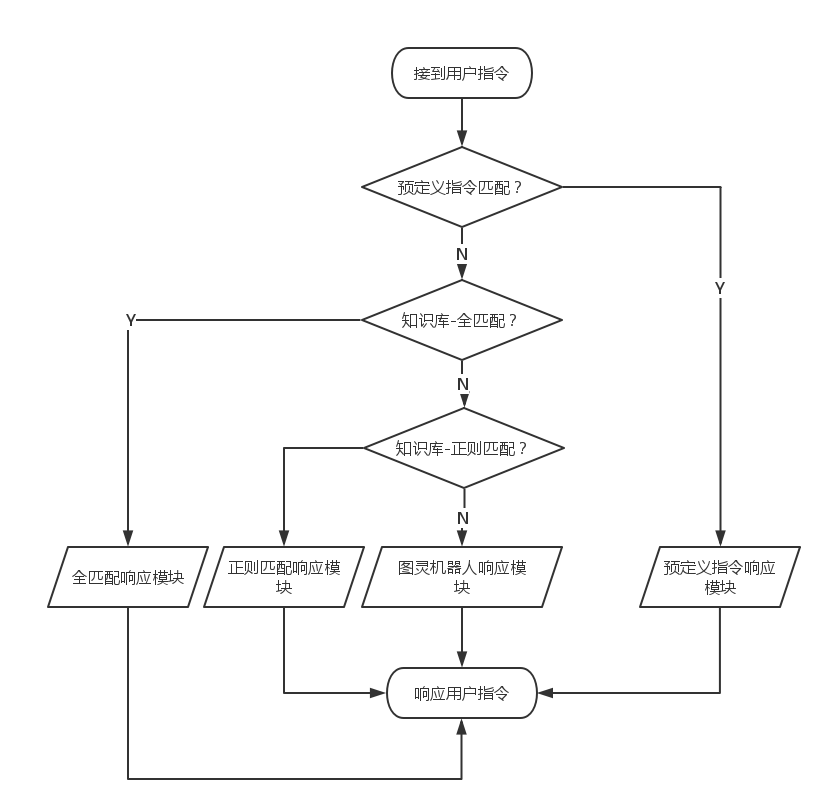 接到用户指令
预定义指令匹配？
N
Y
知识库-全匹配？
Y
N
知识库-正则匹配？
N
全匹配响应模块
正则匹配响应模
块
图灵机器人响应模
块
预定义指令响应
模块
响应用户指令